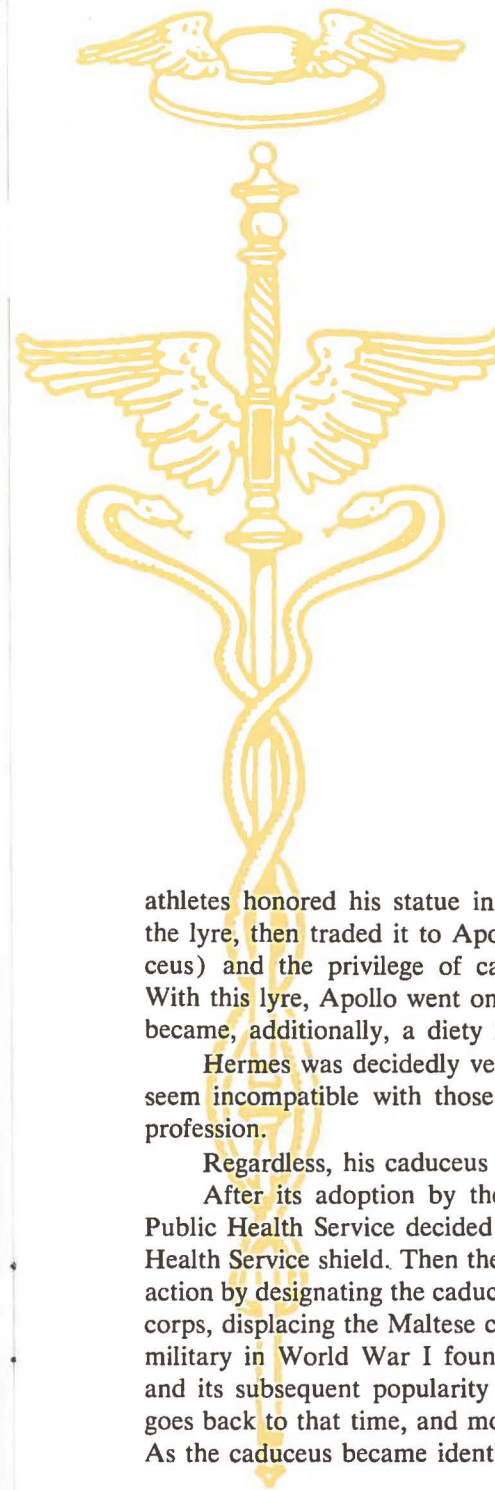 athletes honored his statue in
the lyre, then traded it to Apo
ceus) and the privilege of ca
With this lyre, Apollo went on
became, additionally, a diety
Hermes was decidedly ve
seem incompatible with those
profession.
Regardless, his caduceus
After its adoption by the
Public Health Service decided
Health Service shield. Then the
action by designating the caduc
corps, displacing the Maltese c
military in World War I foun
and its subsequent popularity
goes back to that time, and mo
As the caduceus became ident